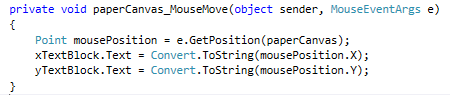 private void paperCanvas_MouseMove(object sender, MouseEventArgs e)
{
    Point mousePosition = e.GetPosition(paperCanvas);
    xTextBlock.Text = Convert.ToString(mousePosition.X);
    yTextBlock.Text = Convert.ToString(mousePosition.Y);
}